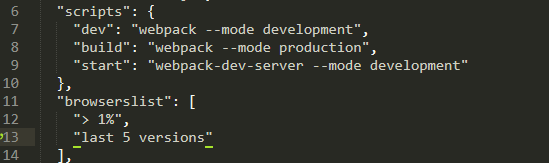 6 "scripts": {
7 "dev": "webpack --mode development",
8 "build": "webpack --mode production",
9 "start": "webpack-dev-server --mode development"
10 },
11 "browserslist": [
12 "> 1%",
13 "last 5 versions"
14 ],